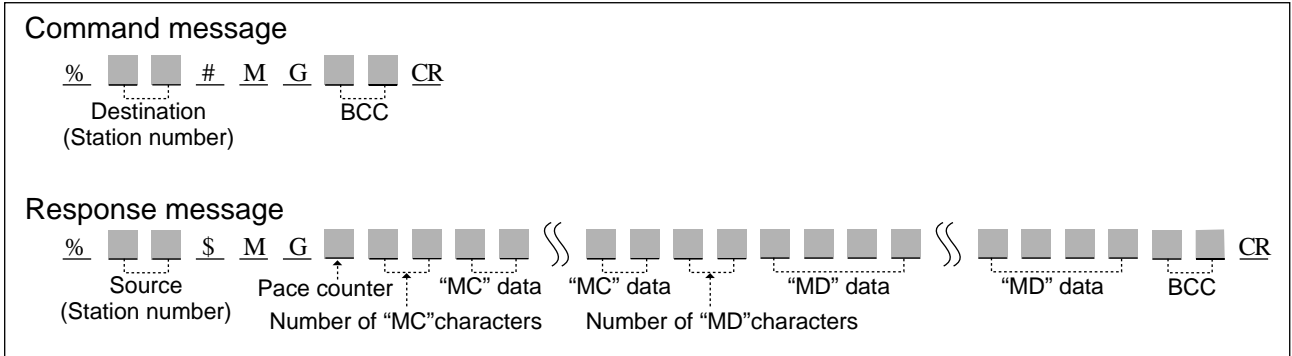 Command message
% # M G CR
Destination BCC
(Station number)
Response message
% $ M G CR
Source Pace counter “MC” data “MC” data “MD” data “MD” data BCC
(Station number) Number of “MC”characters Number of “MD”characters